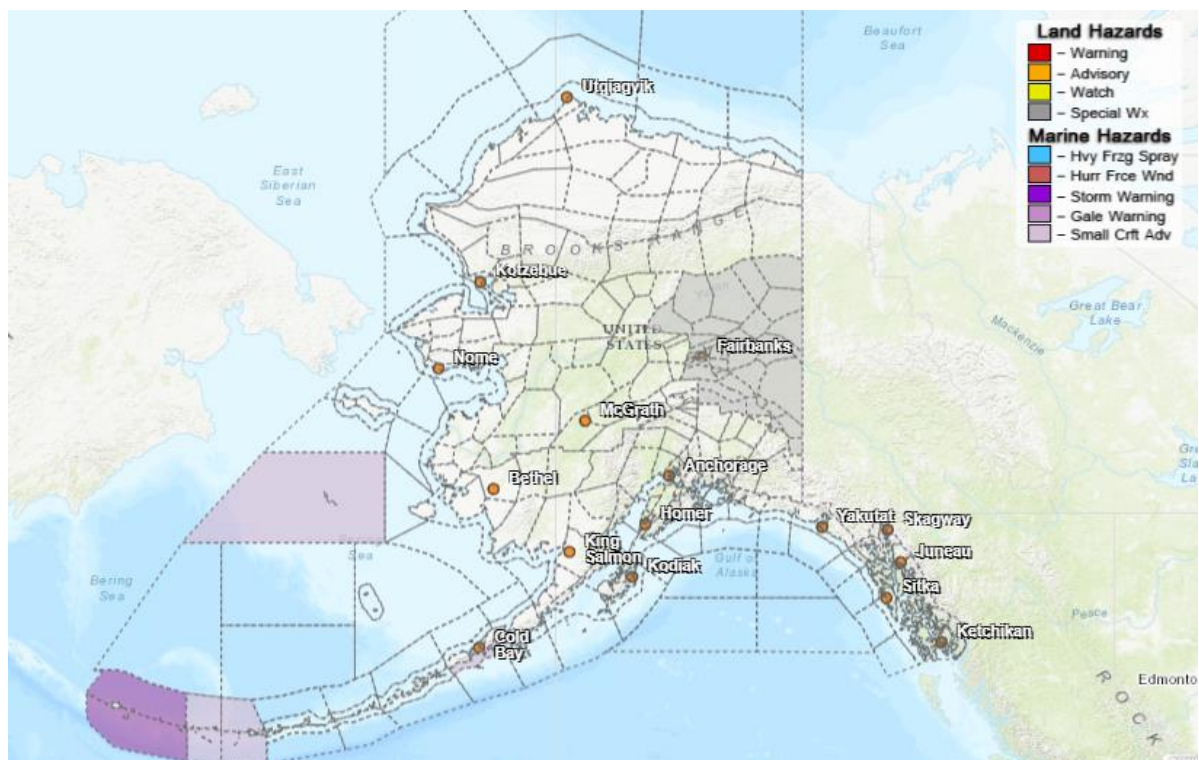 Beaufort
Sea
Land Hazards
- Warning
- Advisory
- Watch
- Special Wx
Marine Hazards
- Hvy Frzg Spray
- Hurr Frce Wnd
- Storm Warning
- Gale Warning
- Small Crft Adv
Utqiagvik
East
Siberian
Sea
BROOKS RANGE
Kotzebue
Yukon
Great Bear
Lake
Mackenzie
UNITED
STATES
Fairbanks
Nome
McGrath
Anchorage
Bethel
Homer
Yakutat
Skagway
King
Salmon
Sea
Kodiak
Gulf of
Alaska
Juneau
Bering
Sea
Sitka
Peace
Cold
Bay
Ketchikan
Edmonto
ROCK